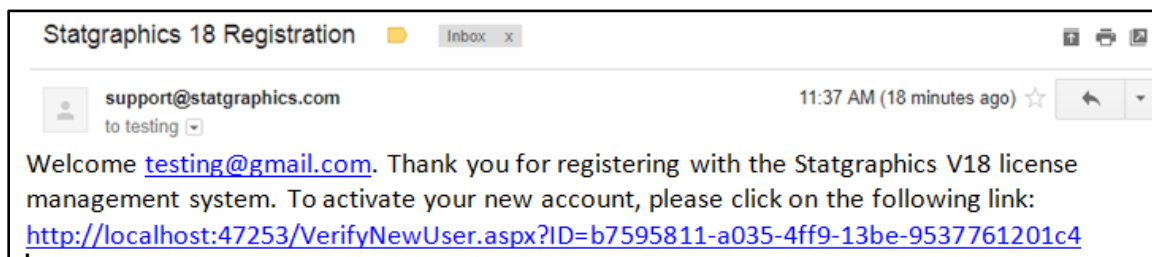 Statgraphics 18 Registration Inbox x
support@statgraphics.com 11:37 AM (18 minutes ago)
to testing
Welcome testing@gmail.com. Thank you for registering with the Statgraphics V18 license
management system. To activate your new account, please click on the following link:
http://localhost:47253/VerifyNewUser.aspx?ID=b7595811-a035-4ff9-13be-9537761201c4